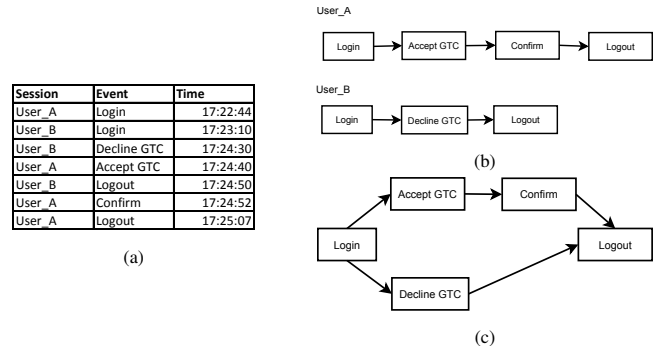 Session Event Time
User_A Login 17:22:44
User_B Login 17:23:10
User_B Decline GTC 17:24:30
User_A Accept GTC 17:24:40
User_B Logout 17:24:50
User_A Confirm 17:24:52
User_A Logout 17:25:07
(a)
User_A
Login Accept GTC Confirm Logout
User_B
Login Decline GTC Logout
(b)
Accept GTC Confirm
Login Logout
Decline GTC
(c)